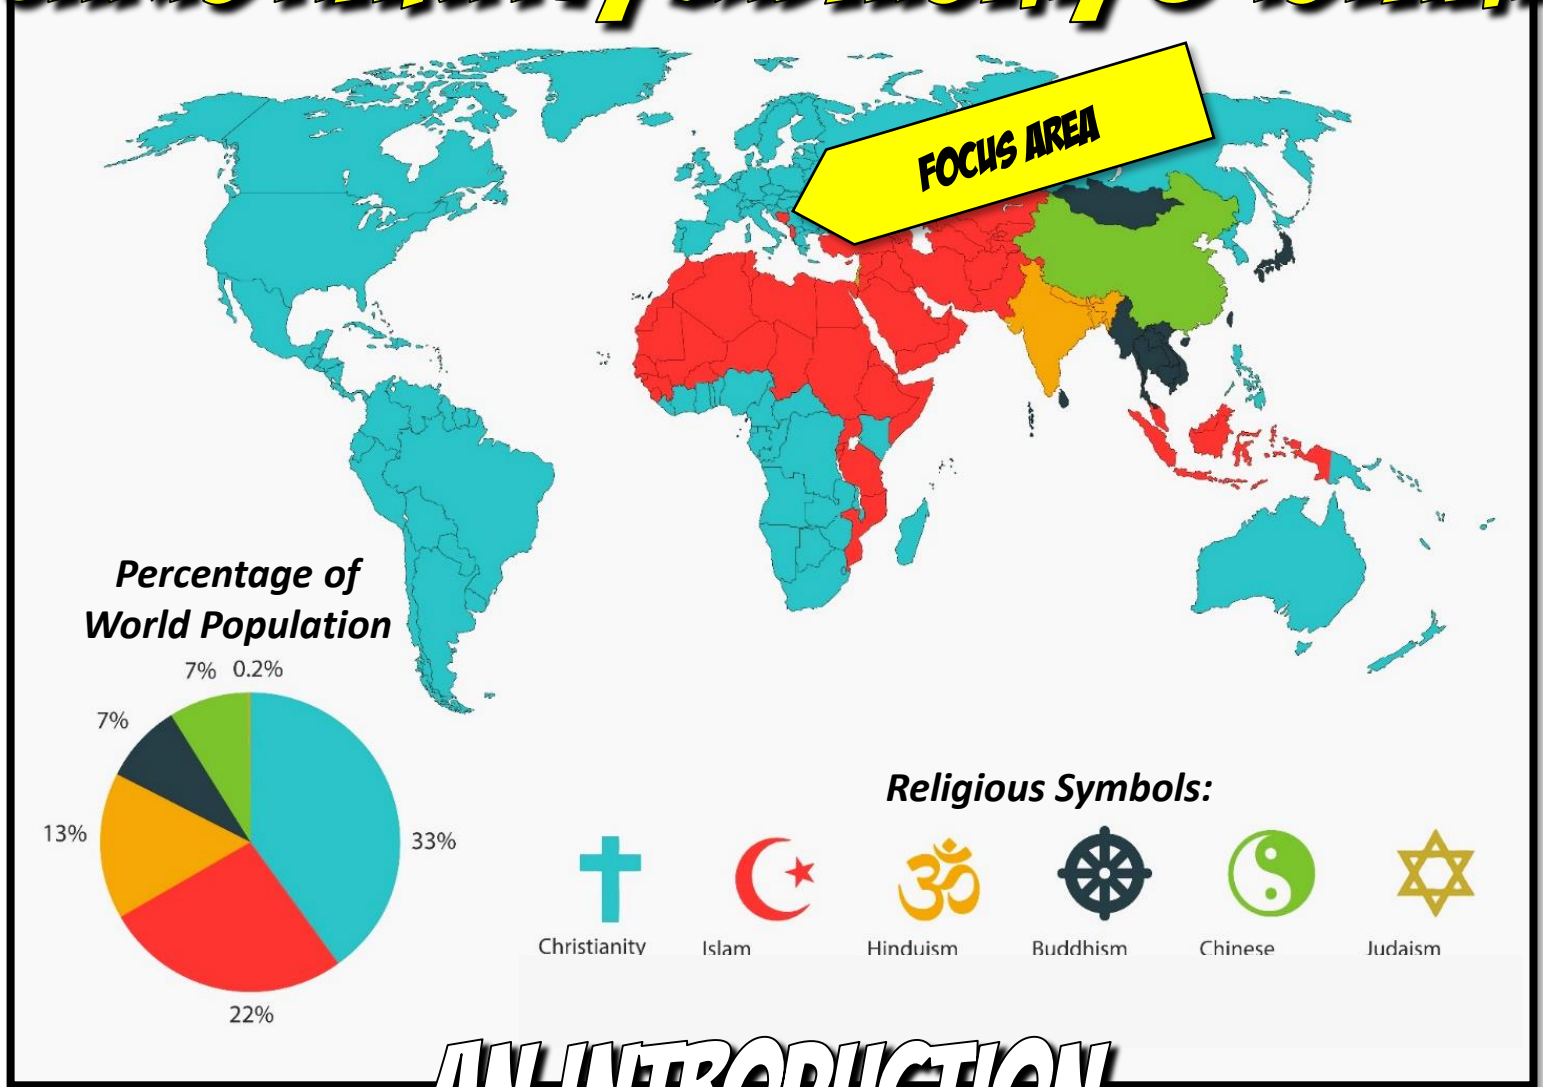 FOCUS AREA
Percentage of
World Population
7% 0.2%
7%
13%
33%
22%
Religious Symbols:
Christianity Islam Hinduism Buddhism Chinese Judaism
AN INTRODUCTION